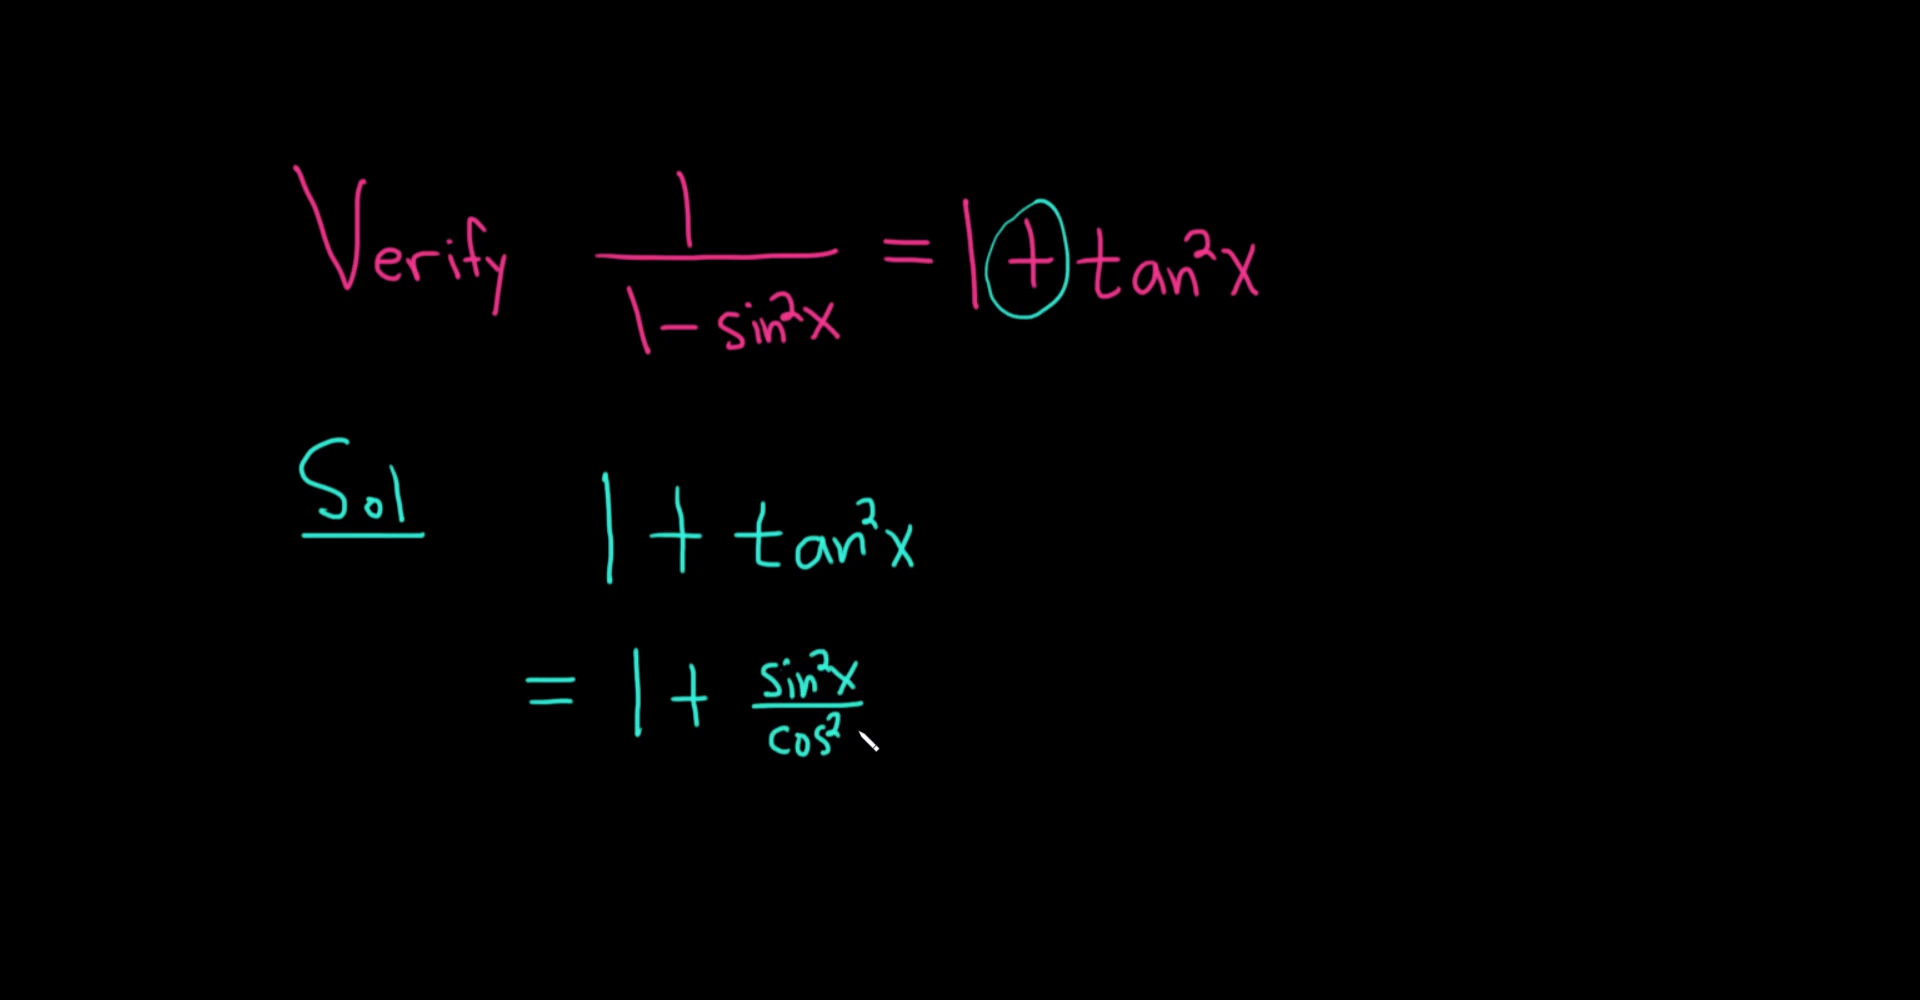 Verify 1/(1 - sin²x) = 1 + tan²x
Sol
1 + tan²x
= 1 + sin²x/cos²